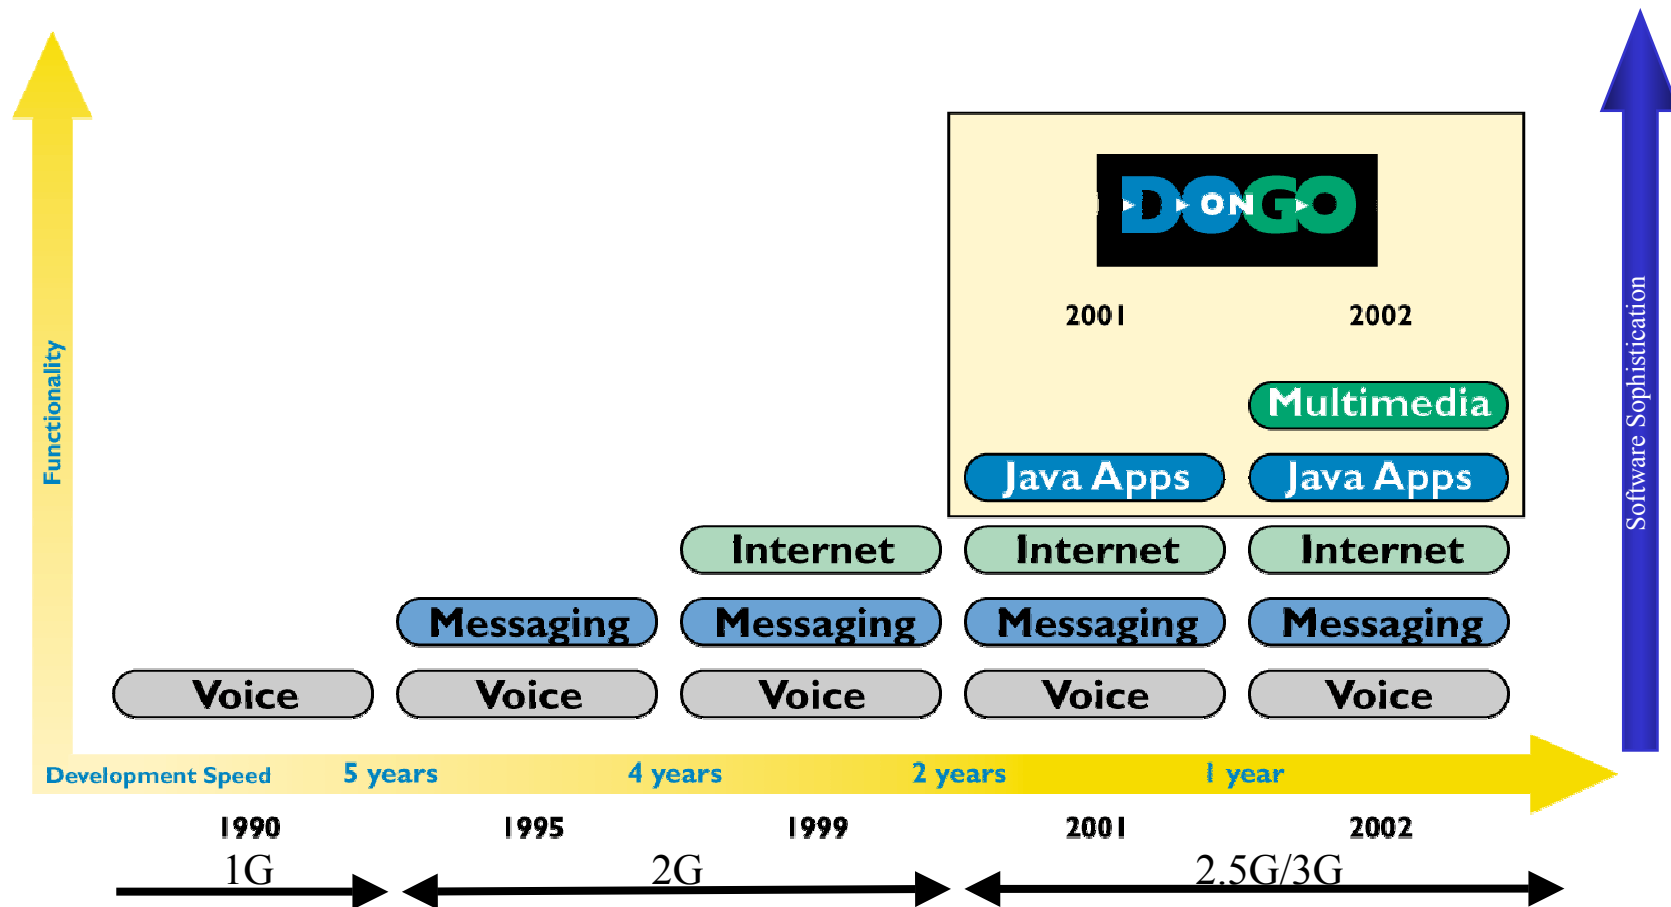 DOGO
ON
2001 2002
Functionality
Software Sophistication
Multimedia
Java Apps Java Apps
Internet Internet Internet
Messaging Messaging Messaging Messaging
Voice Voice Voice Voice Voice
Development Speed 5 years 4 years 2 years 1 year
1990 1995 1999 2001 2002
1G 2G 2.5G/3G